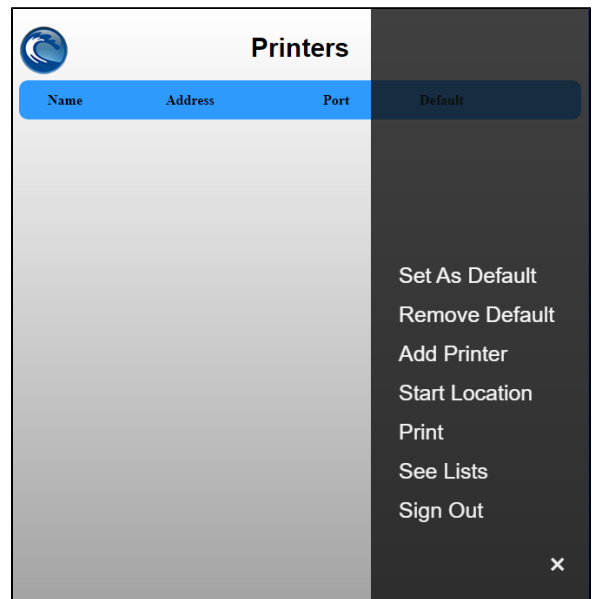 Printers
Name Address Port Default
Set As Default
Remove Default
Add Printer
Start Location
Print
See Lists
Sign Out
×